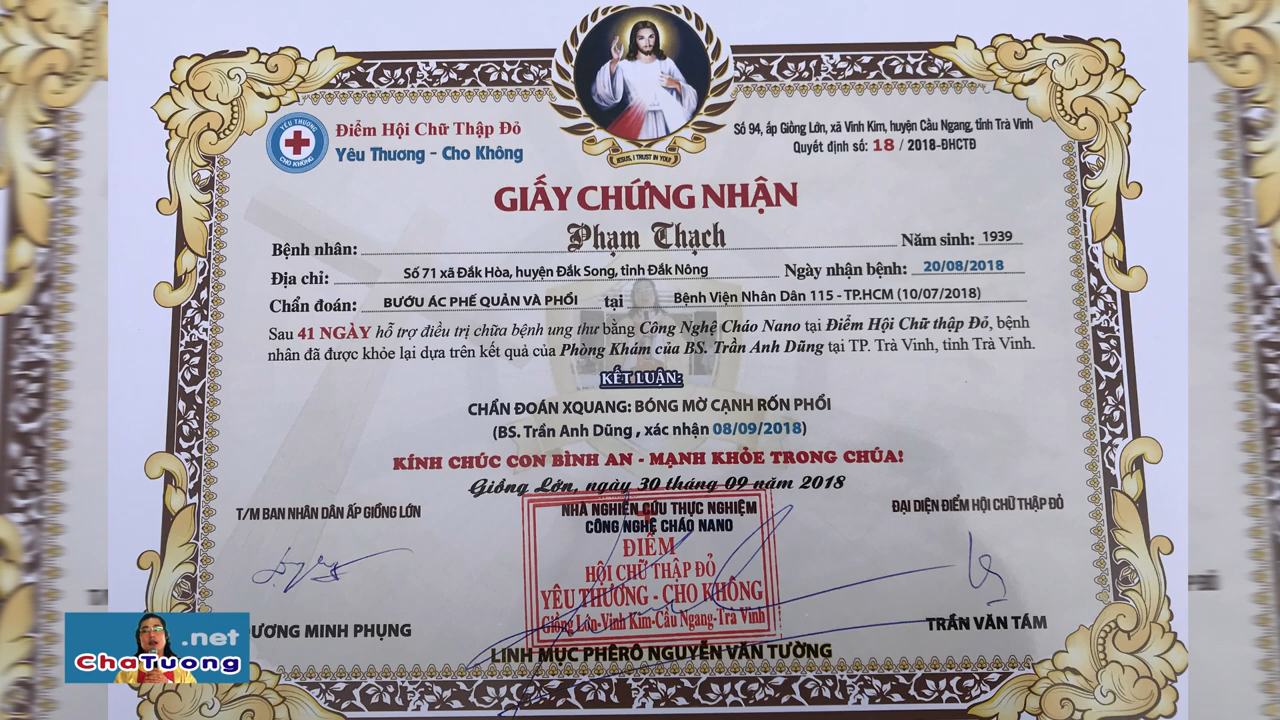 JESUS, I TRUST IN YOU!
YÊU THƯƠNG
CHO KHÔNG
Điểm Hội Chữ Thập Đỏ
Yêu Thương - Cho Không
Số 94, ấp Giồng Lớn, xã Vinh Kim, huyện Cầu Ngang, tỉnh Trà Vinh
Quyết định số: 18 / 2018-ĐHCTĐ
GIẤY CHỨNG NHẬN
Bệnh nhân: Phạm Thạch Năm sinh: 1939
Địa chỉ: Số 71 xã Đắk Hòa, huyện Đắk Song, tỉnh Đắk Nông Ngày nhận bệnh: 20/08/2018
Chẩn đoán: BƯỚU ÁC PHẾ QUẢN VÀ PHỔI tại Bệnh Viện Nhân Dân 115 - TP.HCM (10/07/2018)
Sau 41 NGÀY hỗ trợ điều trị chữa bệnh ung thư bằng Công Nghệ Cháo Nano tại Điểm Hội Chữ thập Đỏ, bệnh
nhân đã được khỏe lại dựa trên kết quả của Phòng Khám của BS. Trần Anh Dũng tại TP. Trà Vinh, tỉnh Trà Vinh.
KẾT LUẬN:
CHẨN ĐOÁN XQUANG: BÓNG MỜ CẠNH RỐN PHỔI
(BS. Trần Anh Dũng , xác nhận 08/09/2018)
KÍNH CHÚC CON BÌNH AN - MẠNH KHỎE TRONG CHÚA!
Giồng Lớn, ngày 30 tháng 09 năm 2018
T/M BAN NHÂN DÂN ẤP GIỒNG LỚN
NHÀ NGHIÊN CỨU THỰC NGHIỆM
CÔNG NGHỆ CHÁO NANO
ĐẠI DIỆN ĐIỂM HỘI CHỮ THẬP ĐỎ
ĐIỂM
HỘI CHỮ THẬP ĐỎ
YÊU THƯƠNG - CHO KHÔNG
Giồng Lớn-Vinh Kim-Cầu Ngang-Trà Vinh
ƯƠNG MINH PHỤNG
LINH MỤC PHÊRÔ NGUYỄN VĂN TƯỜNG
TRẦN VĂN TÁM
.net
ChaTuong